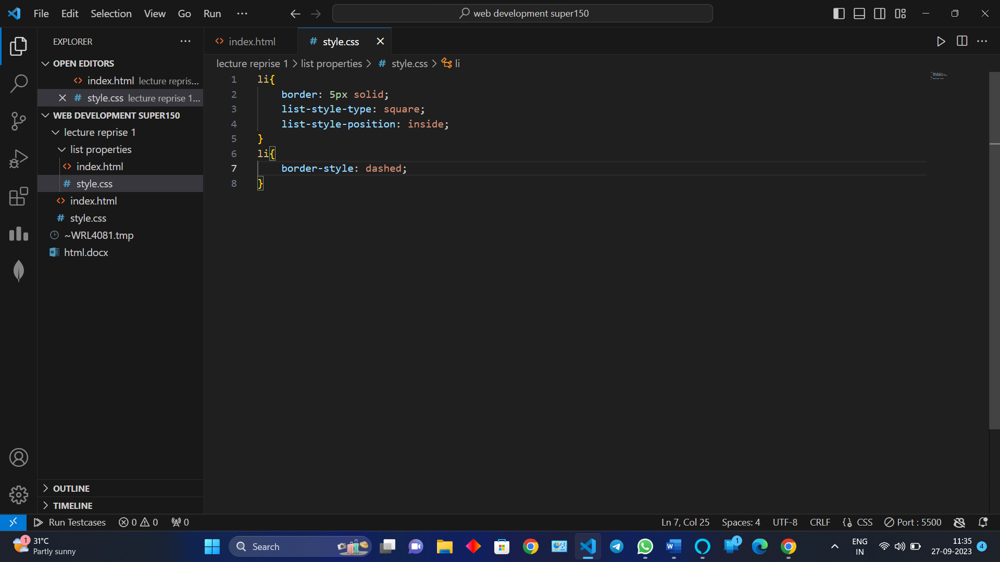 File Edit Selection View Go Run ···
web development super150
EXPLORER ···
OPEN EDITORS
index.html lecture repris...
style.css lecture reprise 1...
WEB DEVELOPMENT SUPER150
lecture reprise 1
list properties
index.html
style.css
index.html
style.css
~WRL4081.tmp
html.docx
OUTLINE
TIMELINE
index.html
# style.css
lecture reprise 1 > list properties > # style.css > li
1 li{
2 border: 5px solid;
3 list-style-type: square;
4 list-style-position: inside;
5 }
6 li{
7 border-style: dashed;
8 }
Run Testcases 0 0 0
Ln 7, Col 25 Spaces: 4 UTF-8 CRLF {} CSS Port : 5500
1 31°C
Partly sunny
Search
W
1
ENG
IN
11:35
27-09-2023
4